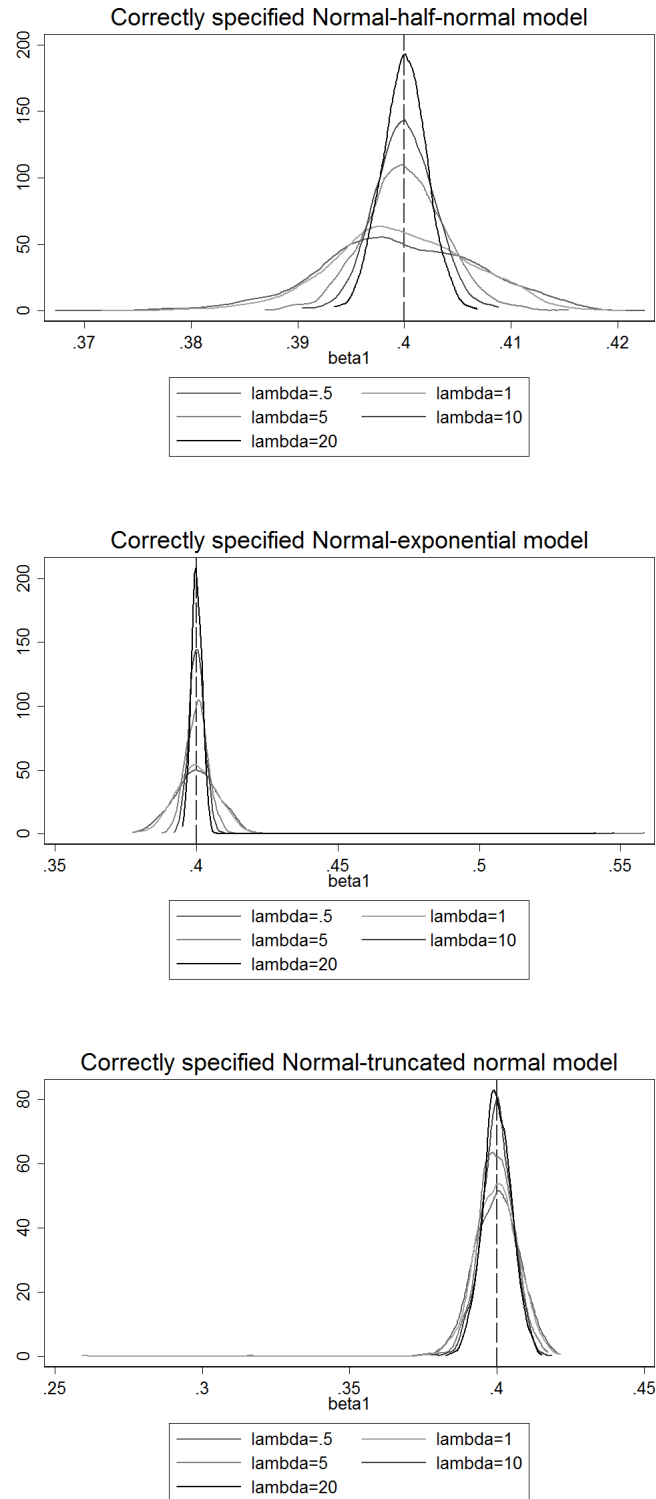 Correctly specified Normal-half-normal model
200
150
100
50
0
.37 .38 .39 .4 .41 .42
beta1
lambda=.5 lambda=1
lambda=5 lambda=10
lambda=20
Correctly specified Normal-exponential model
200
150
100
50
0
.35 .4 .45 .5 .55
beta1
lambda=.5 lambda=1
lambda=5 lambda=10
lambda=20
Correctly specified Normal-truncated normal model
80
60
40
20
0
.25 .3 .35 .4 .45
beta1
lambda=.5 lambda=1
lambda=5 lambda=10
lambda=20